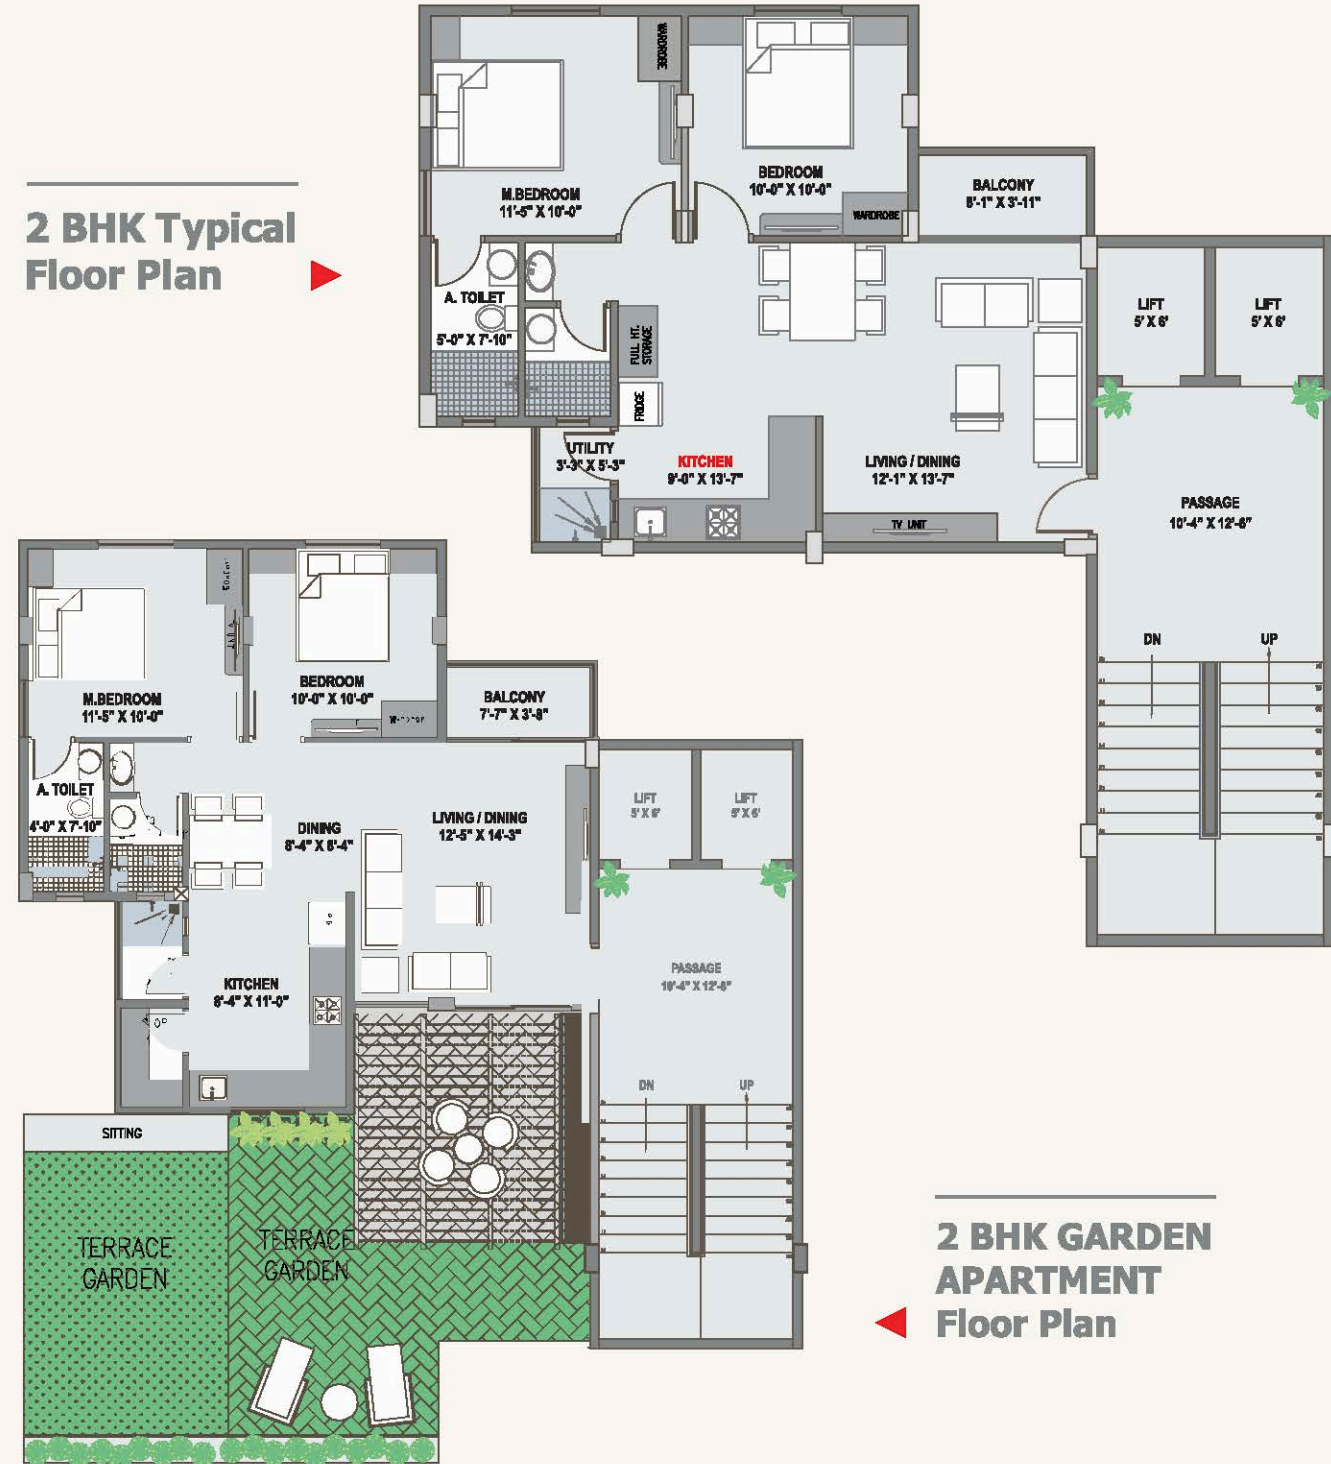 2 BHK Typical
Floor Plan
WARDROBE
M.BEDROOM
11'-5" X 10'-0"
BEDROOM
10'-0" X 10'-0"
WARDROBE
BALCONY
8'-1" X 3'-11"
A. TOILET
5'-0" X 7'-10"
FULL HT.
STORAGE
FRIDGE
LIFT
5' X 6'
LIFT
5' X 6'
UTILITY
3'-3" X 5'-3"
KITCHEN
9'-0" X 13'-7"
LIVING / DINING
12'-1" X 13'-7"
TV UNIT
PASSAGE
10'-4" X 12'-6"
DN
UP
M.BEDROOM
11'-5" X 10'-0"
BEDROOM
10'-0" X 10'-0"
BALCONY
7'-7" X 3'-8"
A. TOILET
4'-0" X 7'-10"
DINING
8'-4" X 8'-4"
LIVING / DINING
12'-5" X 14'-3"
LIFT
5' X 6'
LIFT
5' X 6'
KITCHEN
8'-4" X 11'-0"
PASSAGE
10'-4" X 12'-6"
DN
UP
SITTING
TERRACE
GARDEN
TERRACE
GARDEN
2 BHK GARDEN
APARTMENT
Floor Plan